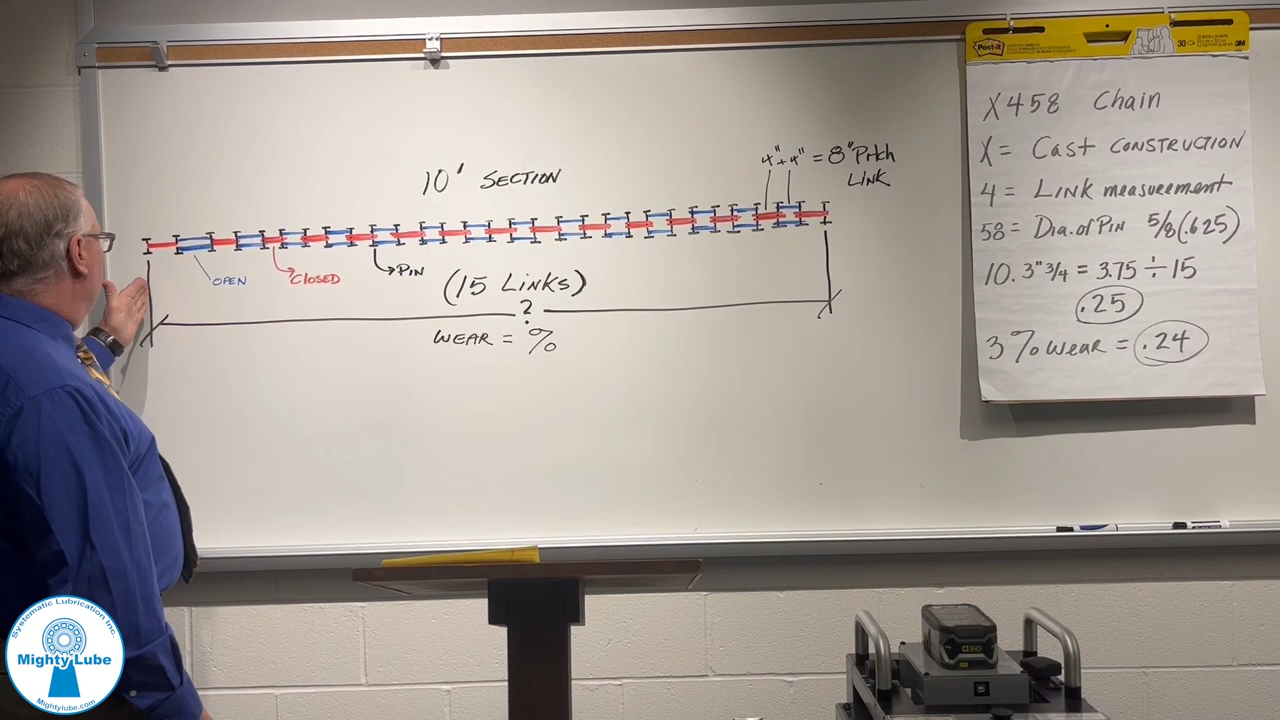 10' SECTION
4" + 4" = 8" Pitch
LINK
OPEN
CLOSED
PIN
(15 LINKS)
?
WEAR = %
Post-it
30
3M
X458 Chain
X = Cast CONSTRUCTION
4 = LINK measurement
58 = Dia. of PIN 5/8 (.625)
10. 3" 3/4 = 3.75 ÷ 15
.25
3% wear = .24
Systematic Lubrication Inc.
Mighty Lube
Mightylube.com